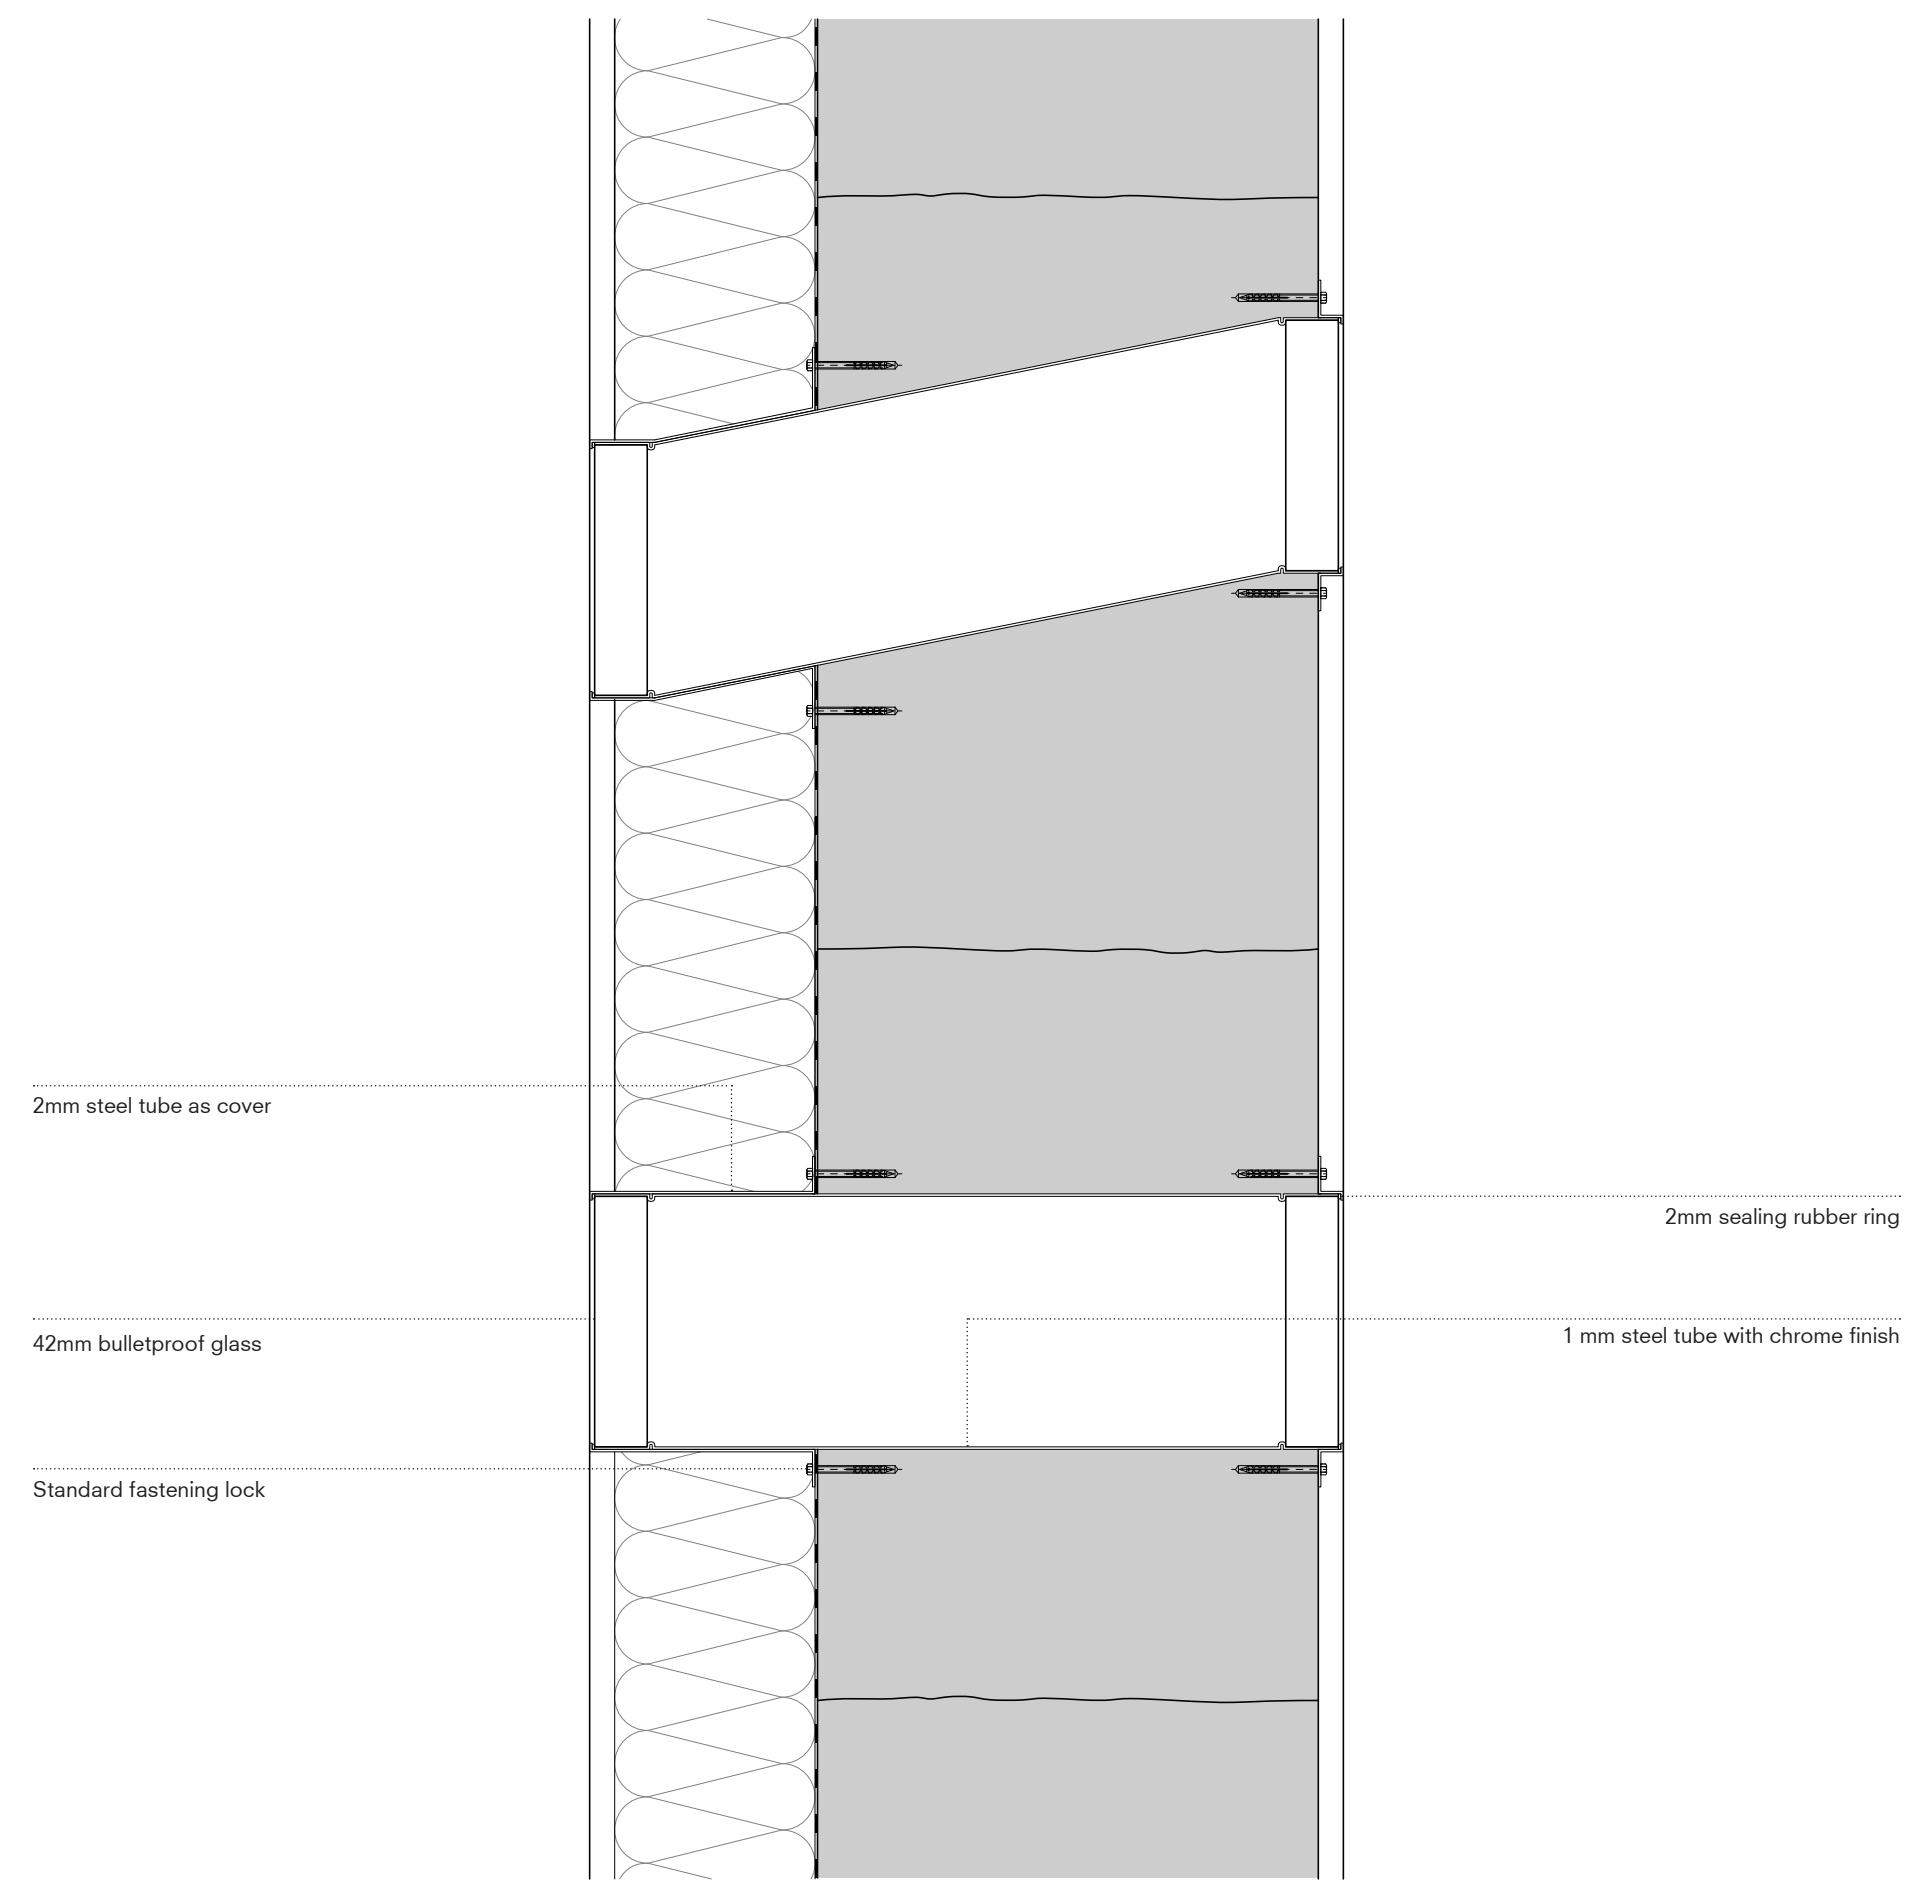 2mm steel tube as cover
2mm sealing rubber ring
42mm bulletproof glass
1 mm steel tube with chrome finish
Standard fastening lock